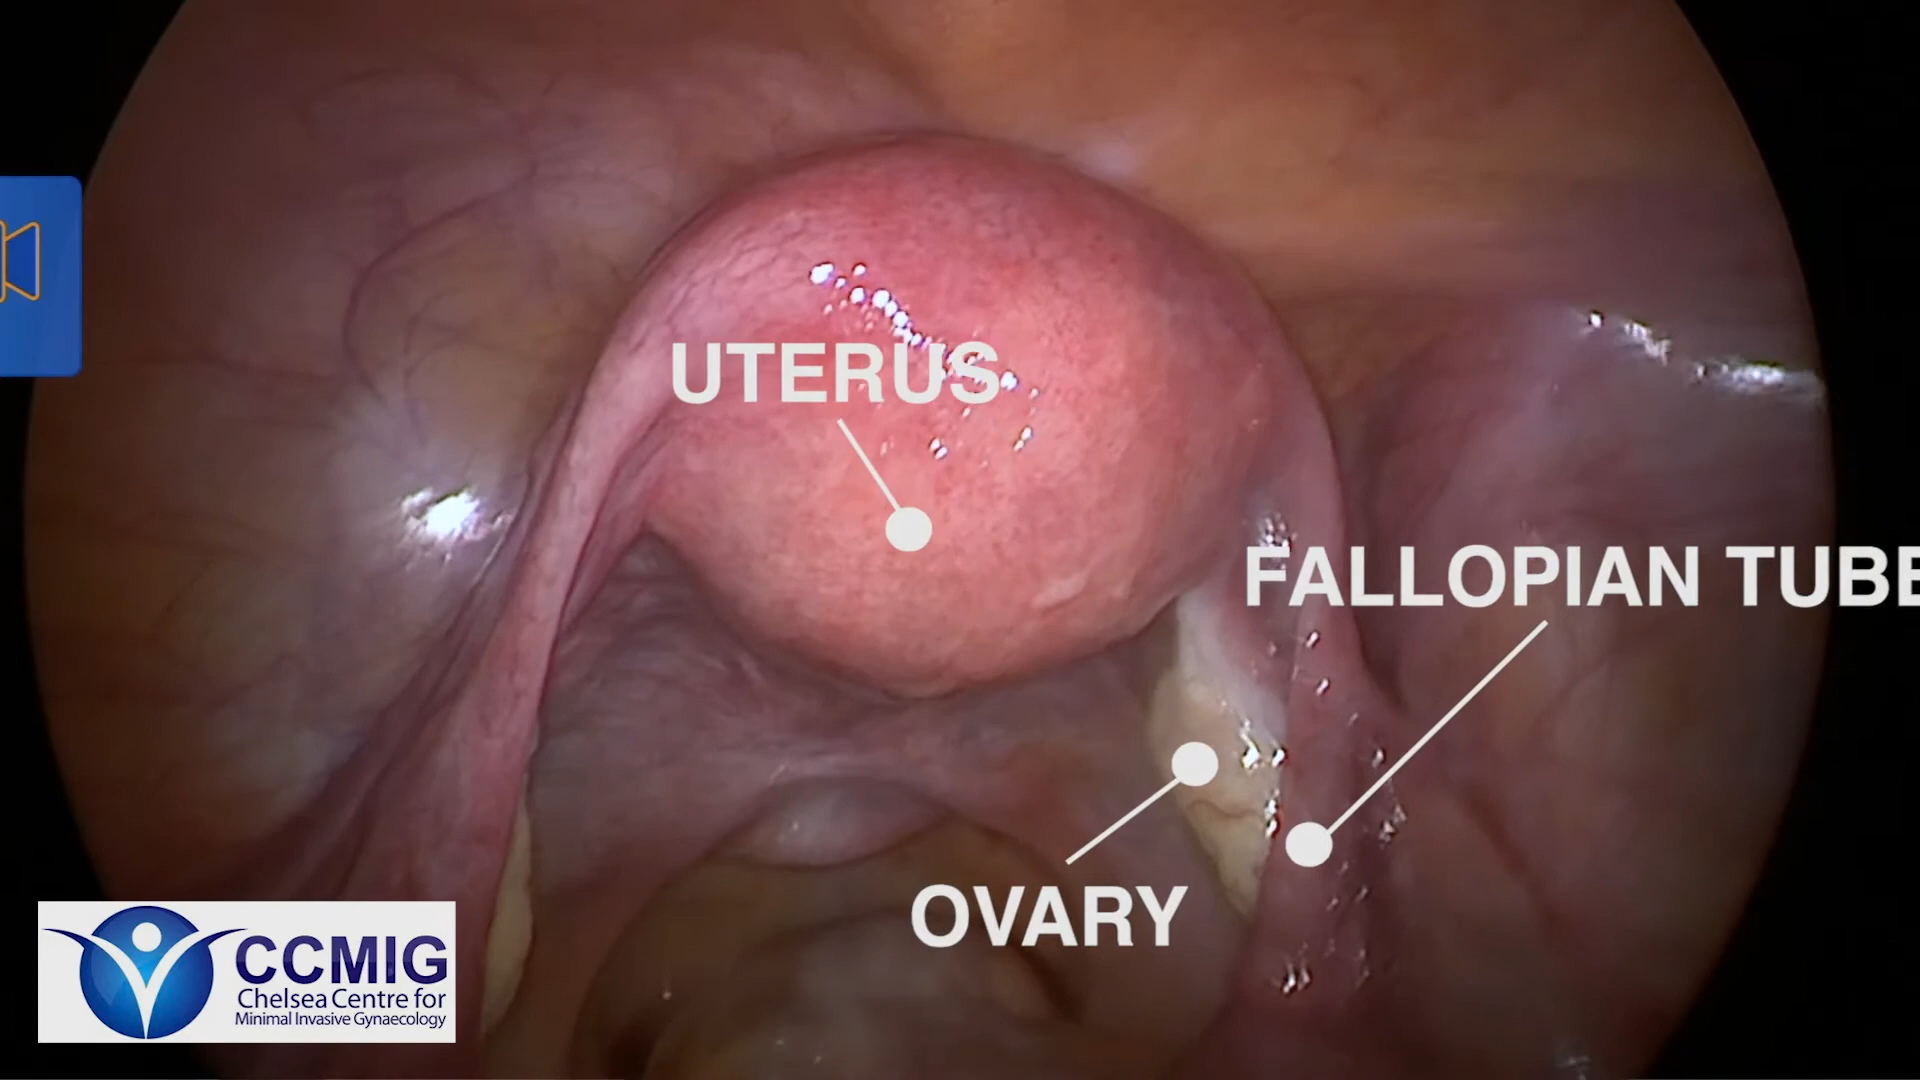 UTERUS
FALLOPIAN TUBE
OVARY
CCMIG
Chelsea Centre for
Minimal Invasive Gynaecology